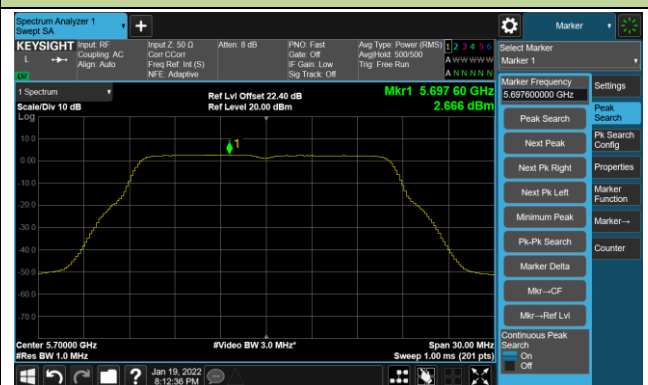 Spectrum Analyzer 1
Swept SA
Marker
KEYSIGHT
L
LXI
Input: RF
Coupling: AC
Align: Auto
Input Z: 50 Ω
Corr CCorr
Freq Ref: Int (S)
NFE: Adaptive
Atten: 8 dB
PNO: Fast
Gate: Off
IF Gain: Low
Sig Track: Off
Avg Type: Power (RMS)
Avg|Hold: 500/500
Trig: Free Run
1 2 3 4 5 6
A W W W W W
A N N N N N
Select Marker
Marker 1
1 Spectrum
Scale/Div 10 dB
Log
Ref Lvl Offset 22.40 dB
Ref Level 20.00 dBm
Mkr1 5.697 60 GHz
2.666 dBm
10.0
0.00
-10.0
-20.0
-30.0
-40.0
-50.0
-60.0
-70.0
1
Center 5.70000 GHz
#Res BW 1.0 MHz
#Video BW 3.0 MHz*
Span 30.00 MHz
Sweep 1.00 ms (201 pts)
Marker Frequency
5.697600000 GHz
Peak Search
Next Peak
Next Pk Right
Next Pk Left
Minimum Peak
Pk-Pk Search
Marker Delta
Mkr→CF
Mkr→Ref Lvl
Continuous Peak
Search
On
Off
Settings
Peak
Search
Pk Search
Config
Properties
Marker
Function
Marker→
Counter
?
Jan 19, 2022
8:12:36 PM